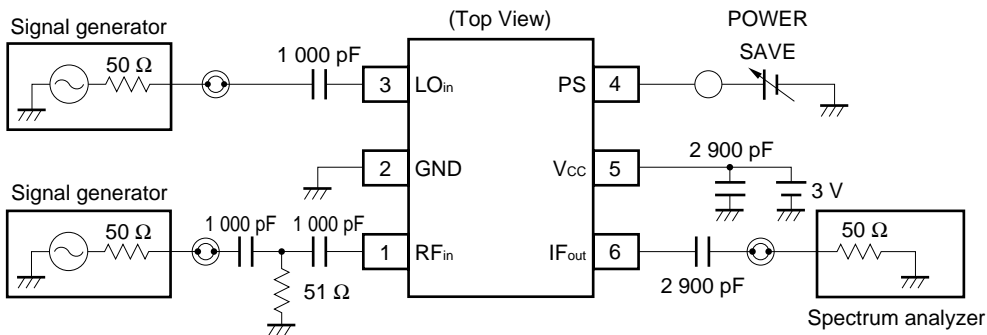 (Top View)
Signal generator
50 Ω
1 000 pF
3
LOin
PS
4
POWER
SAVE
2
GND
VCC
5
2 900 pF
3 V
Signal generator
50 Ω
1 000 pF
1 000 pF
51 Ω
1
RFin
IFout
6
2 900 pF
50 Ω
Spectrum analyzer